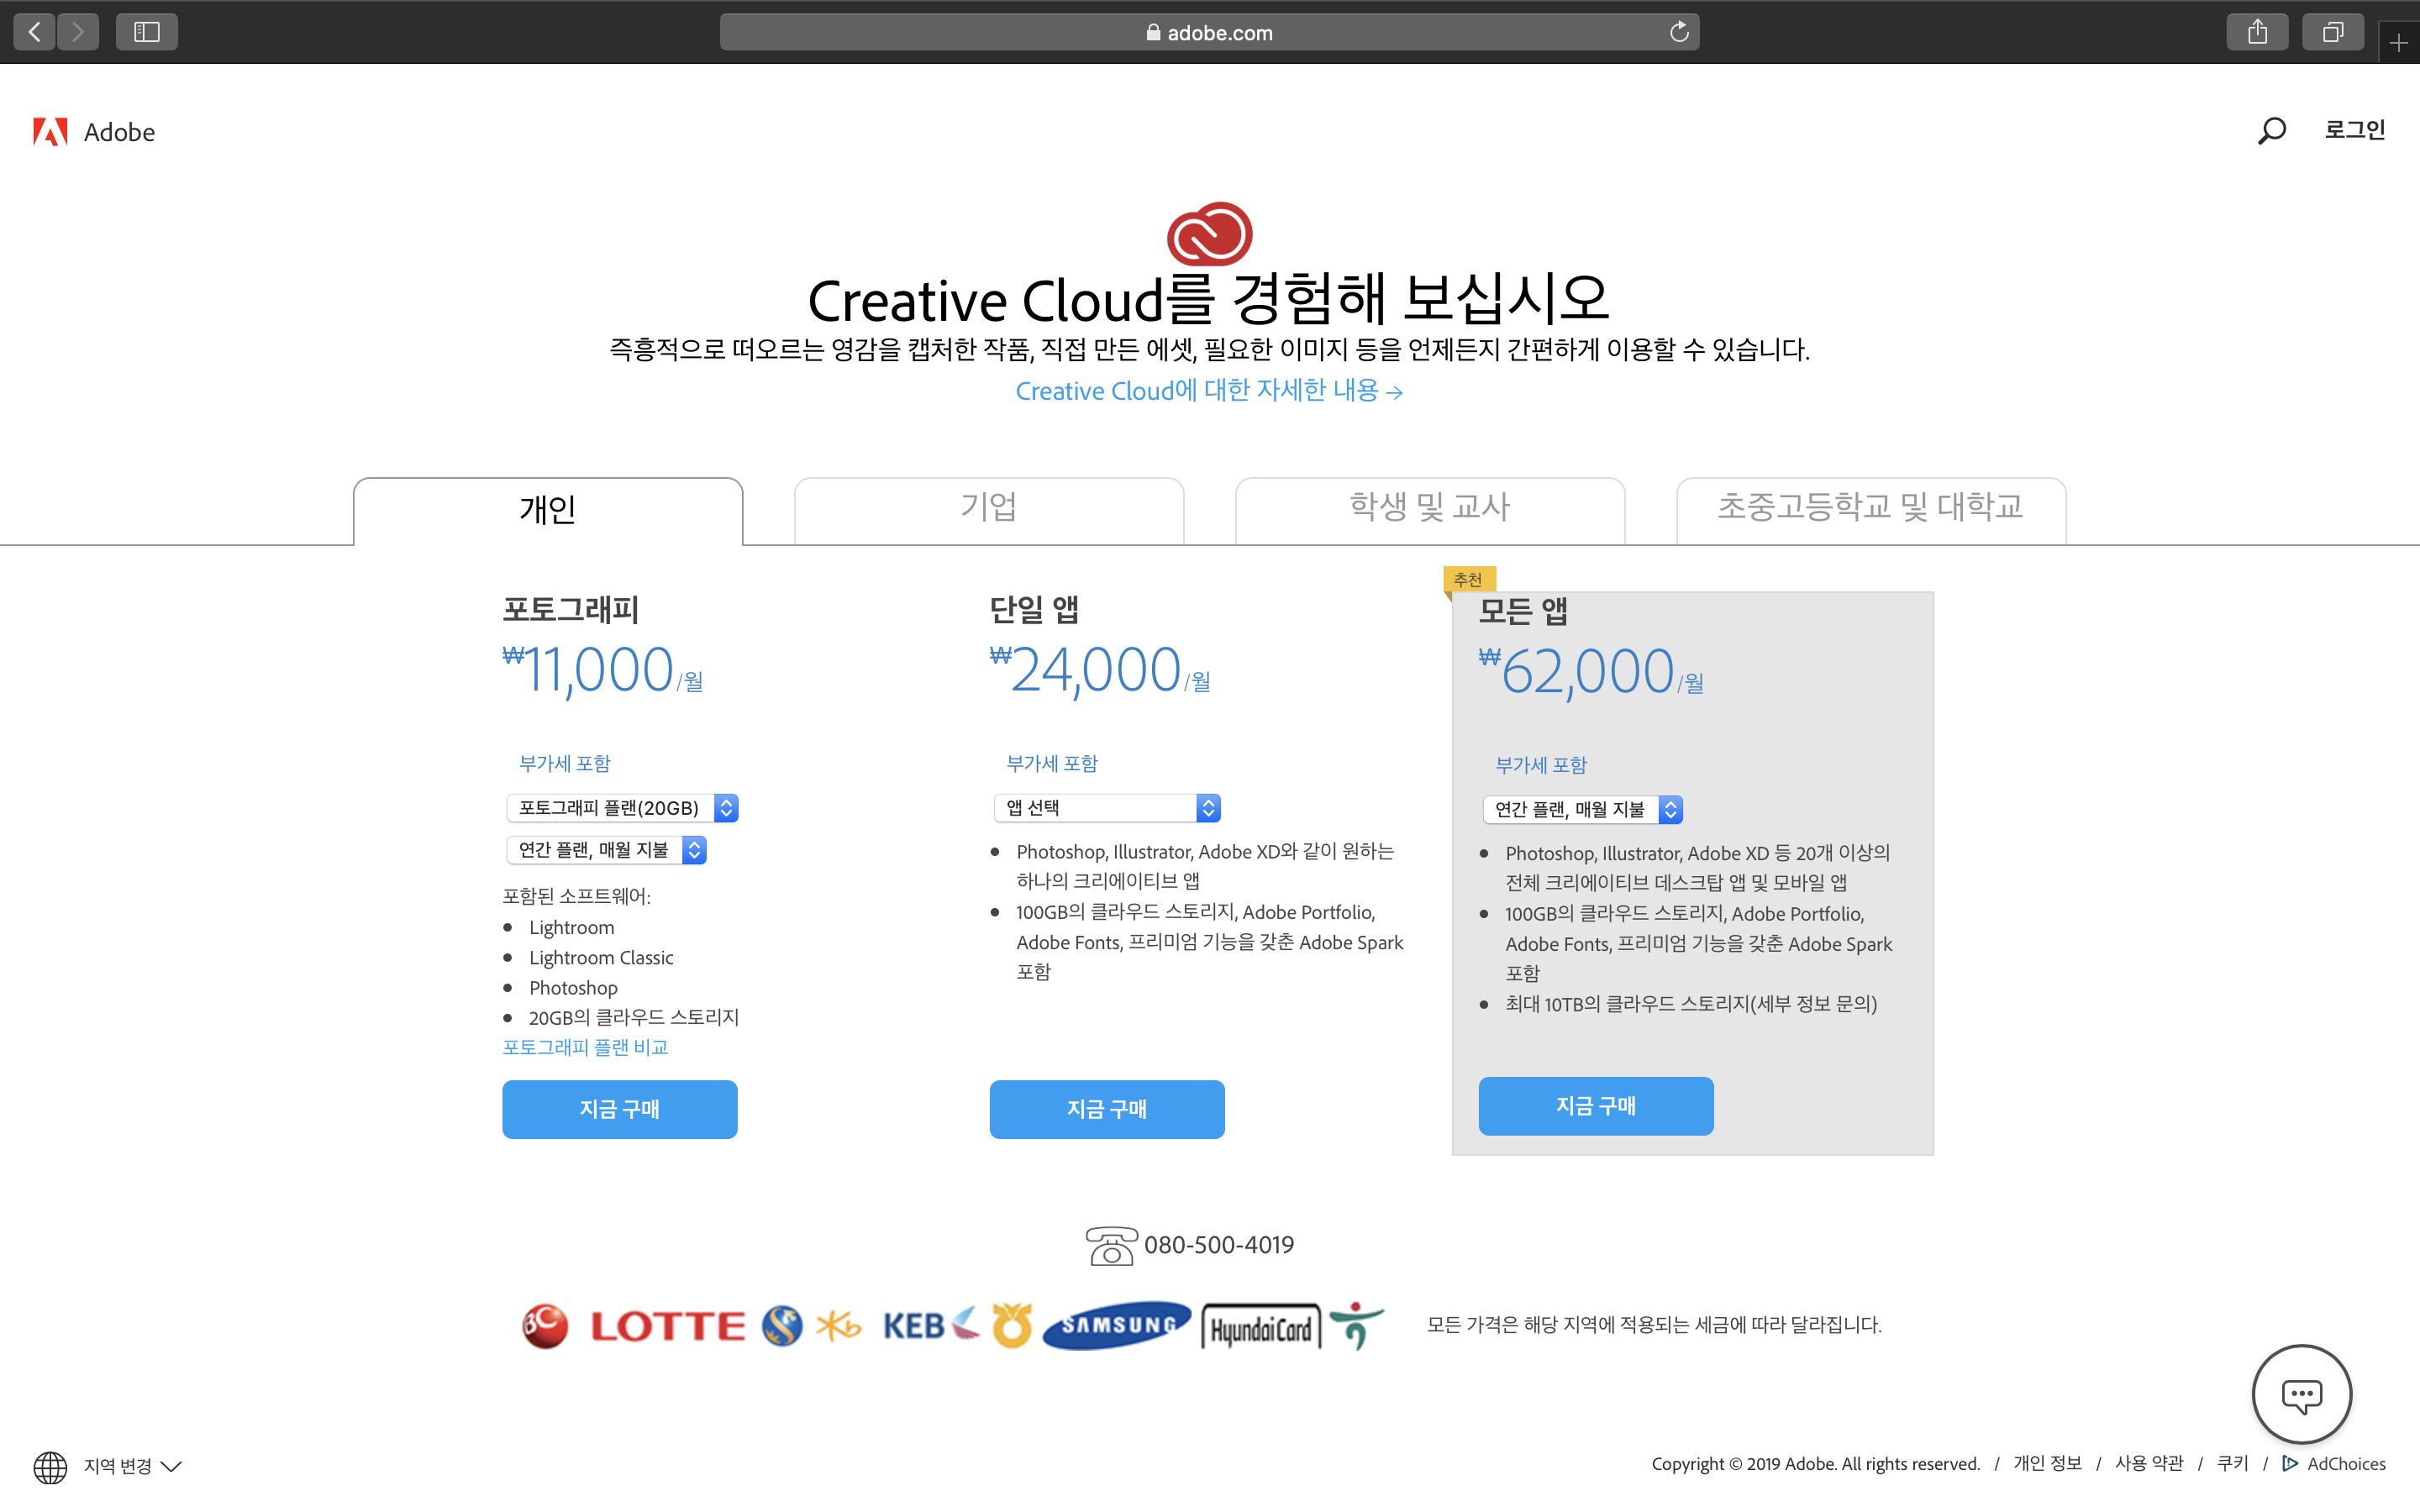 adobe.com
Adobe
로그인
Creative Cloud를 경험해 보십시오
즉흥적으로 떠오르는 영감을 캡처한 작품, 직접 만든 에셋, 필요한 이미지 등을 언제든지 간편하게 이용할 수 있습니다.
Creative Cloud에 대한 자세한 내용 →
개인
기업
학생 및 교사
초중고등학교 및 대학교
포토그래피
₩11,000/월
부가세 포함
포토그래피 플랜(20GB)
연간 플랜, 매월 지불
포함된 소프트웨어:
Lightroom
Lightroom Classic
Photoshop
20GB의 클라우드 스토리지
포토그래피 플랜 비교
지금 구매
단일 앱
₩24,000/월
부가세 포함
앱 선택
Photoshop, Illustrator, Adobe XD와 같이 원하는
하나의 크리에이티브 앱
100GB의 클라우드 스토리지, Adobe Portfolio,
Adobe Fonts, 프리미엄 기능을 갖춘 Adobe Spark
포함
지금 구매
추천
모든 앱
₩62,000/월
부가세 포함
연간 플랜, 매월 지불
Photoshop, Illustrator, Adobe XD 등 20개 이상의
전체 크리에이티브 데스크탑 앱 및 모바일 앱
100GB의 클라우드 스토리지, Adobe Portfolio,
Adobe Fonts, 프리미엄 기능을 갖춘 Adobe Spark
포함
최대 10TB의 클라우드 스토리지(세부 정보 문의)
지금 구매
080-500-4019
BC LOTTE S Kb KEB SAMSUNG HyundaiCard
모든 가격은 해당 지역에 적용되는 세금에 따라 달라집니다.
지역 변경
Copyright © 2019 Adobe. All rights reserved. / 개인 정보 / 사용 약관 / 쿠키 / AdChoices